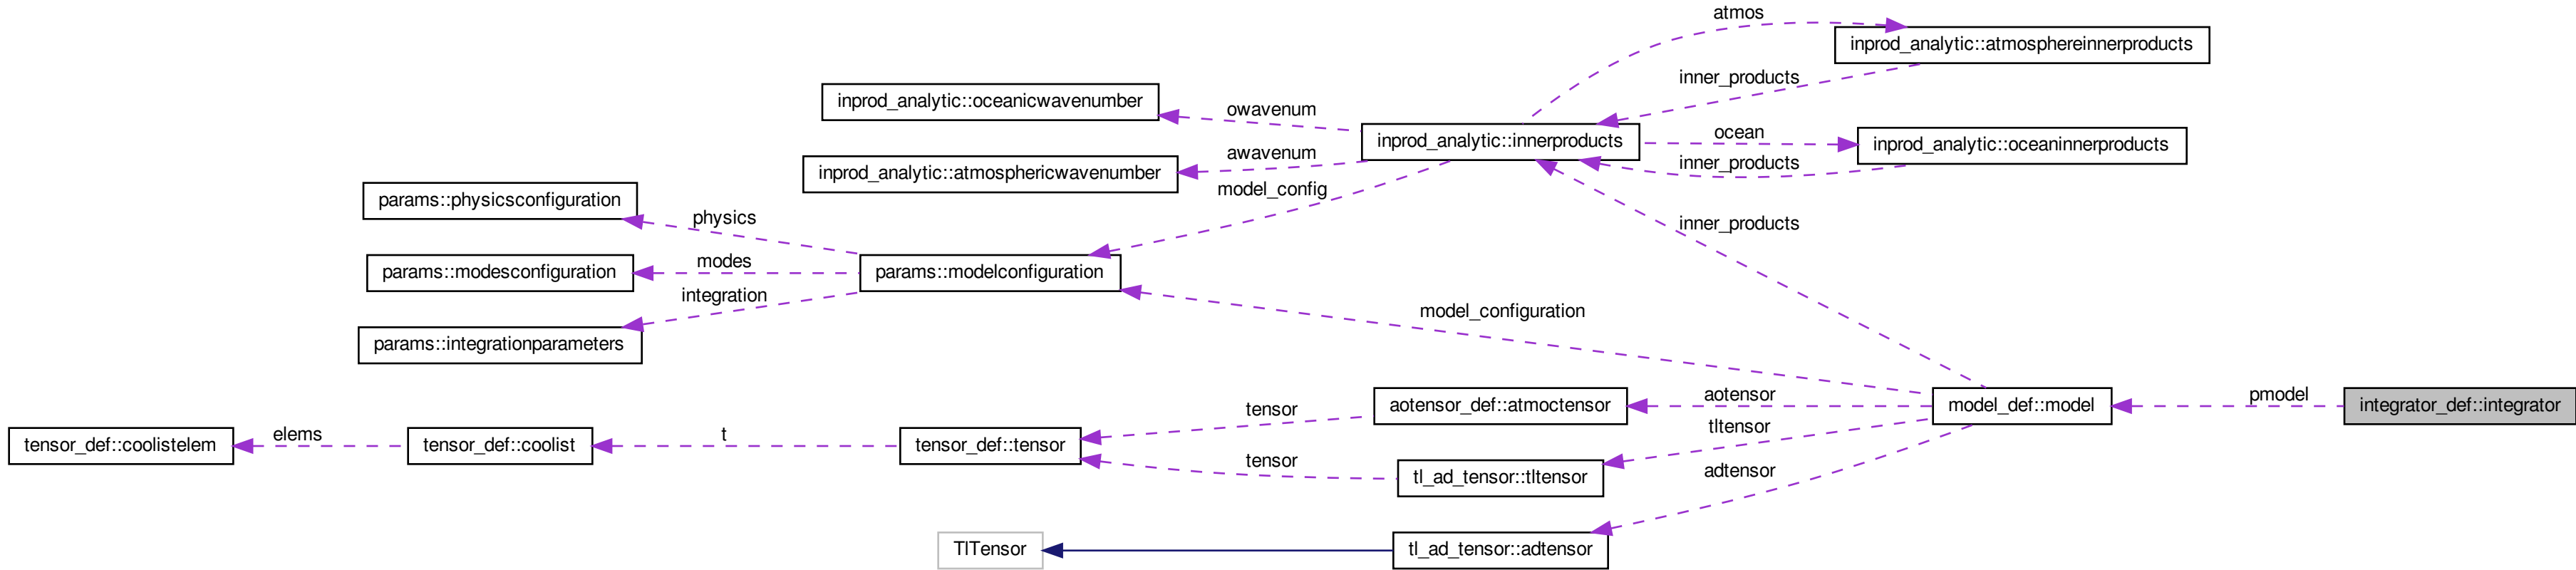 atmos
inprod_analytic::atmosphereinnerproducts
inner_products
inprod_analytic::oceanicwavenumber
owavenum
inprod_analytic::innerproducts
ocean
inprod_analytic::oceaninnerproducts
inner_products
awavenum
inprod_analytic::atmosphericwavenumber
model_config
params::physicsconfiguration
physics
inner_products
params::modesconfiguration
modes
params::modelconfiguration
integration
model_configuration
params::integrationparameters
aotensor_def::atmoctensor
aotensor
model_def::model
pmodel
integrator_def::integrator
tensor
tltensor
tensor_def::coolistelem
elems
tensor_def::coolist
t
tensor_def::tensor
tensor
adtensor
tl_ad_tensor::tltensor
TlTensor
tl_ad_tensor::adtensor